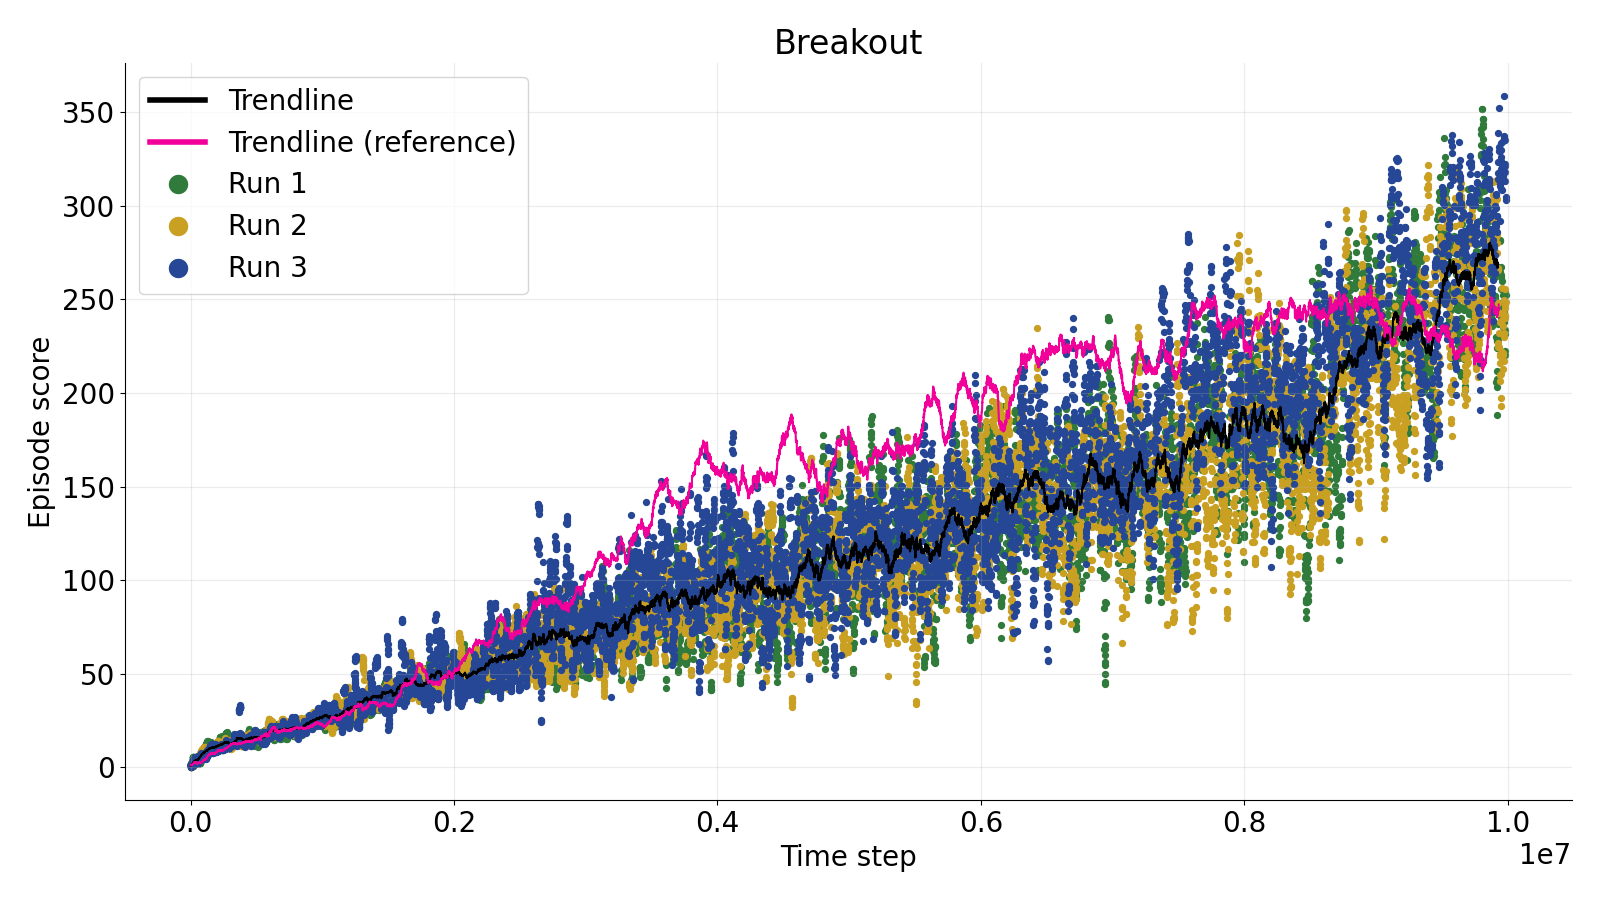 Breakout
Trendline
Trendline (reference)
Run 1
Run 2
Run 3
350
300
250
200
150
100
50
0
Episode score
0.0 0.2 0.4 0.6 0.8 1.0
1e7
Time step